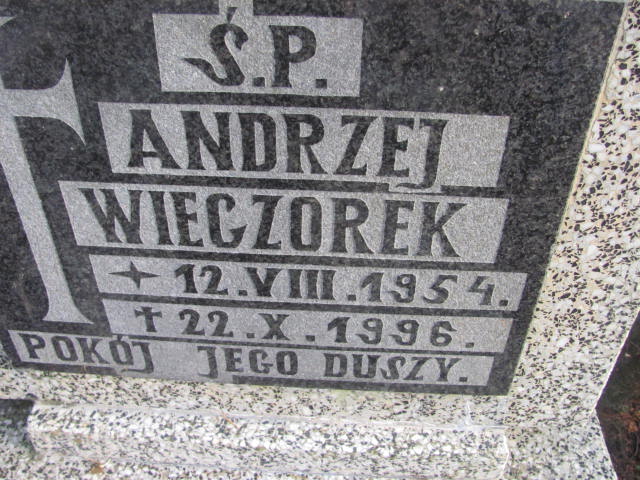 Ś.P.
ANDRZEJ
WIECZOREK
* 12.VIII.1954.
† 22.X.1996.
POKÓJ JEGO DUSZY.